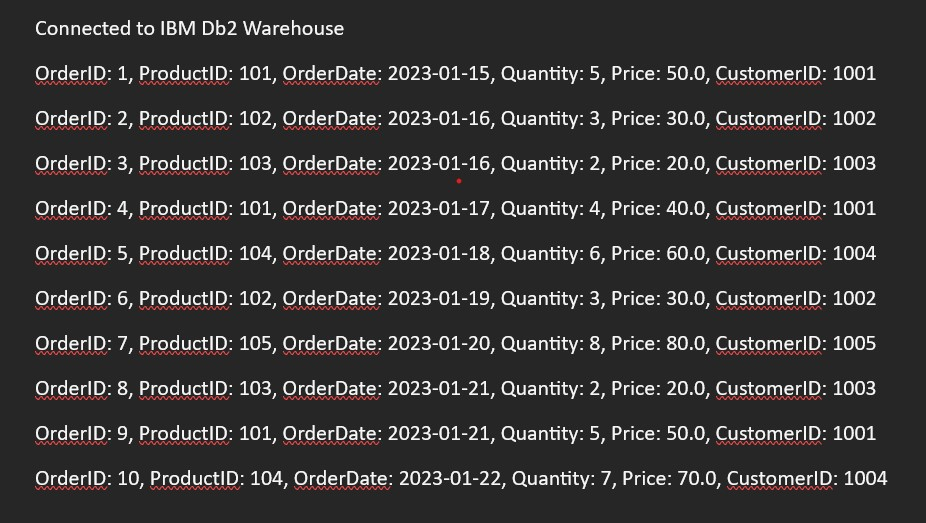 Connected to IBM Db2 Warehouse
OrderID: 1, ProductID: 101, OrderDate: 2023-01-15, Quantity: 5, Price: 50.0, CustomerID: 1001
OrderID: 2, ProductID: 102, OrderDate: 2023-01-16, Quantity: 3, Price: 30.0, CustomerID: 1002
OrderID: 3, ProductID: 103, OrderDate: 2023-01-16, Quantity: 2, Price: 20.0, CustomerID: 1003
OrderID: 4, ProductID: 101, OrderDate: 2023-01-17, Quantity: 4, Price: 40.0, CustomerID: 1001
OrderID: 5, ProductID: 104, OrderDate: 2023-01-18, Quantity: 6, Price: 60.0, CustomerID: 1004
OrderID: 6, ProductID: 102, OrderDate: 2023-01-19, Quantity: 3, Price: 30.0, CustomerID: 1002
OrderID: 7, ProductID: 105, OrderDate: 2023-01-20, Quantity: 8, Price: 80.0, CustomerID: 1005
OrderID: 8, ProductID: 103, OrderDate: 2023-01-21, Quantity: 2, Price: 20.0, CustomerID: 1003
OrderID: 9, ProductID: 101, OrderDate: 2023-01-21, Quantity: 5, Price: 50.0, CustomerID: 1001
OrderID: 10, ProductID: 104, OrderDate: 2023-01-22, Quantity: 7, Price: 70.0, CustomerID: 1004